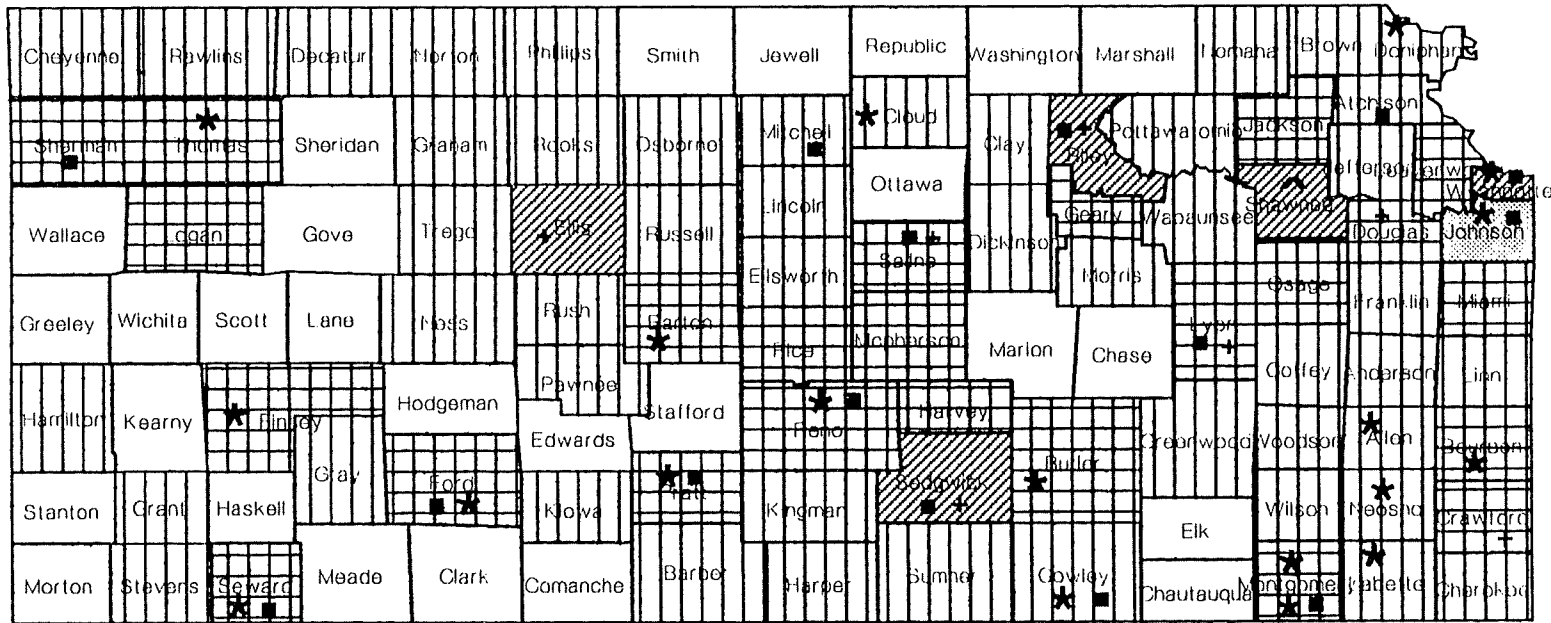 Cheyenne Rawlins Decatur Norton Phillips Smith Jewell Republic Washington Marshall Nemaha Brown Doniphan
Sherman Thomas Sheridan Graham Rooks Osborne Mitchell Cloud Clay Riley Pottawatomie Jackson Atchison
Jefferson Leavenw
Wallace Logan Gove Trego Ellis Russell Lincoln Ottawa Saline Dickinson Geary Wabaunsee Shawnee Douglas Johnson Wyandotte
Ellsworth Morris Osage Franklin Miami
Greeley Wichita Scott Lane Ness Rush Barton Rice Mcpherson Marion Chase Lyon
Hamilton Kearny Finney Hodgeman Pawnee Stafford Reno Harvey Coffey Anderson Linn
Gray Ford Edwards Pratt Sedgwick Butler Greenwood Woodson Allen Bourbon
Stanton Grant Haskell Kiowa Kingman Elk Wilson Neosho Crawford
Morton Stevens Seward Meade Clark Comanche Barber Harper Sumner Cowley Chautauqua Montgomery Labette Cherokee